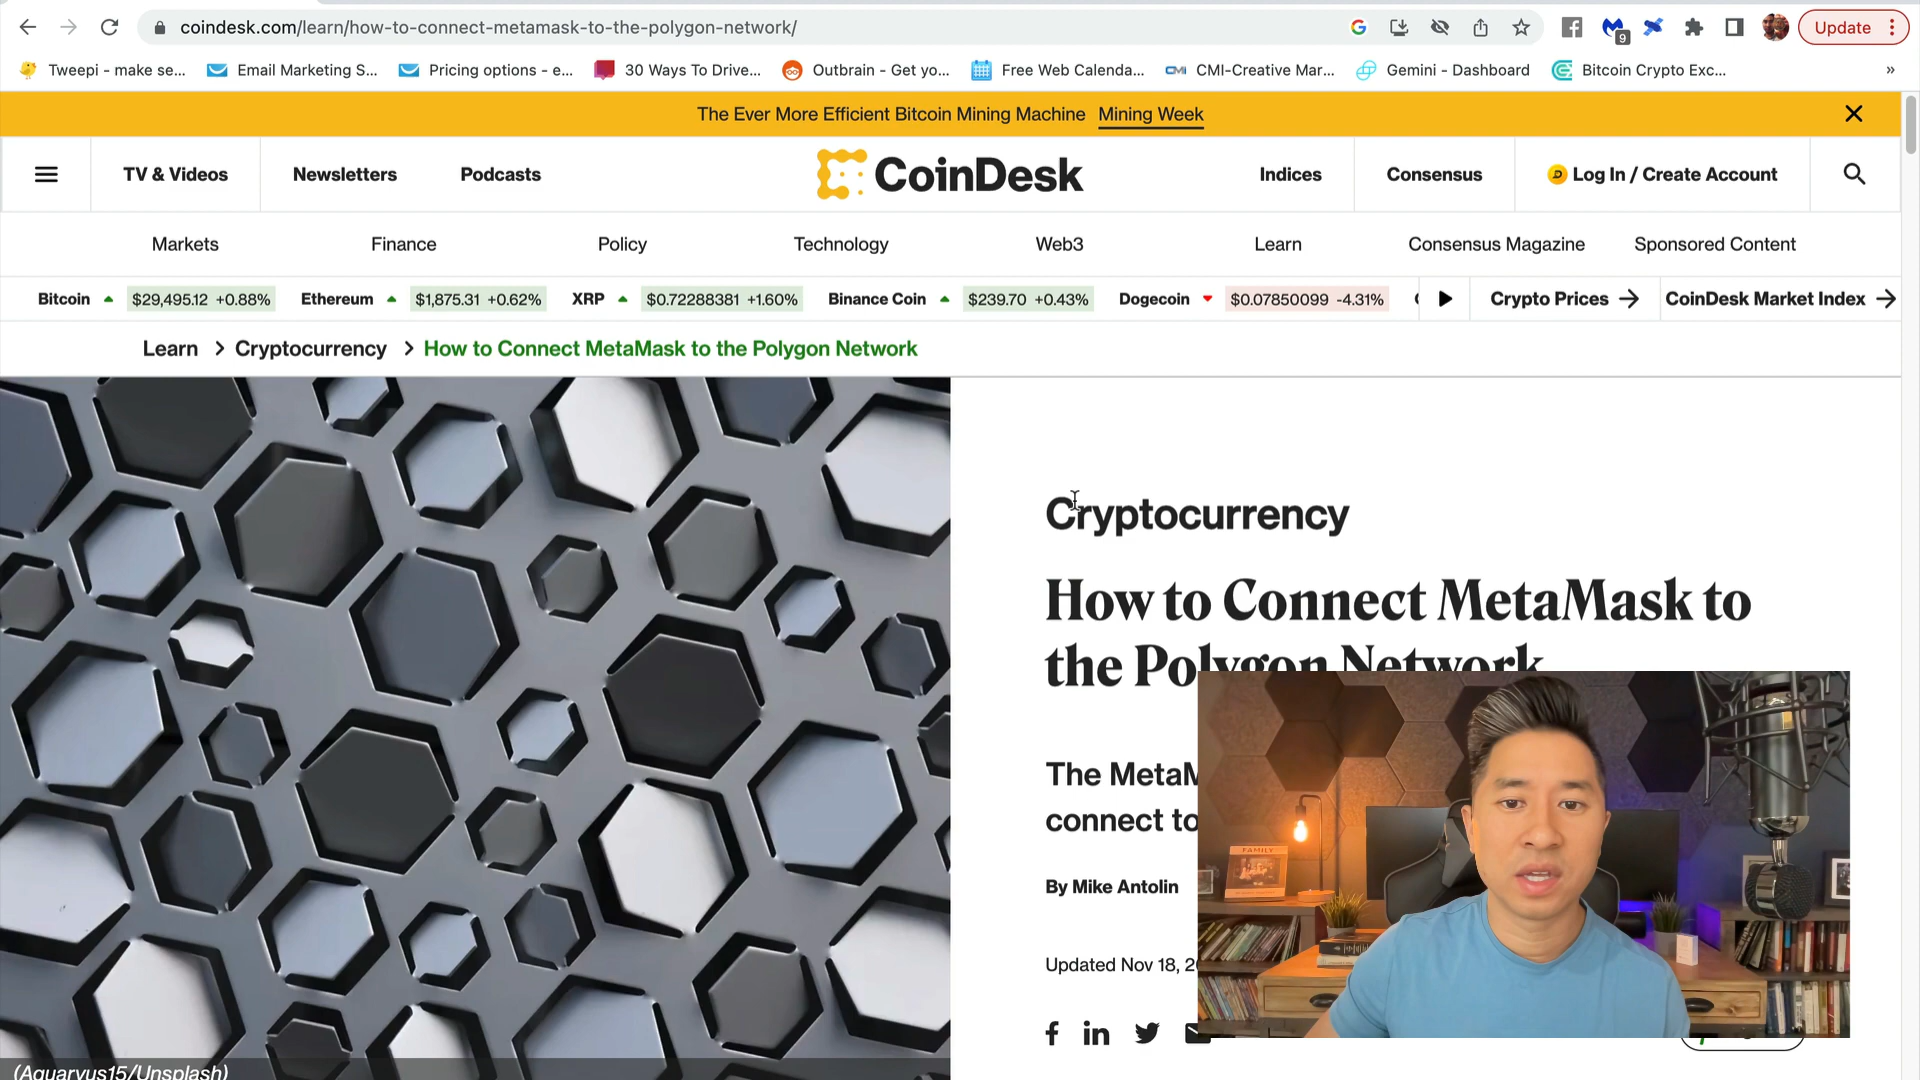 coindesk.com/learn/how-to-connect-metamask-to-the-polygon-network/
9
Update
Tweepi - make se...
Email Marketing S...
Pricing options - e...
30 Ways To Drive...
Outbrain - Get yo...
Free Web Calenda...
CMI-Creative Mar...
Gemini - Dashboard
Bitcoin Crypto Exc...
»
The Ever More Efficient Bitcoin Mining Machine Mining Week
TV & Videos
Newsletters
Podcasts
CoinDesk
Indices
Consensus
Log In / Create Account
Markets
Finance
Policy
Technology
Web3
Learn
Consensus Magazine
Sponsored Content
Bitcoin $29,495.12 +0.88%
Ethereum $1,875.31 +0.62%
XRP $0.72288381 +1.60%
Binance Coin $239.70 +0.43%
Dogecoin $0.07850099 -4.31%
Crypto Prices
CoinDesk Market Index
Learn > Cryptocurrency > How to Connect MetaMask to the Polygon Network
Cryptocurrency
How to Connect MetaMask to
the Polygon Network
The MetaM
connect to
By Mike Antolin
Updated Nov 18, 2
FAMILY
(Aquaryus15/Unsplash)